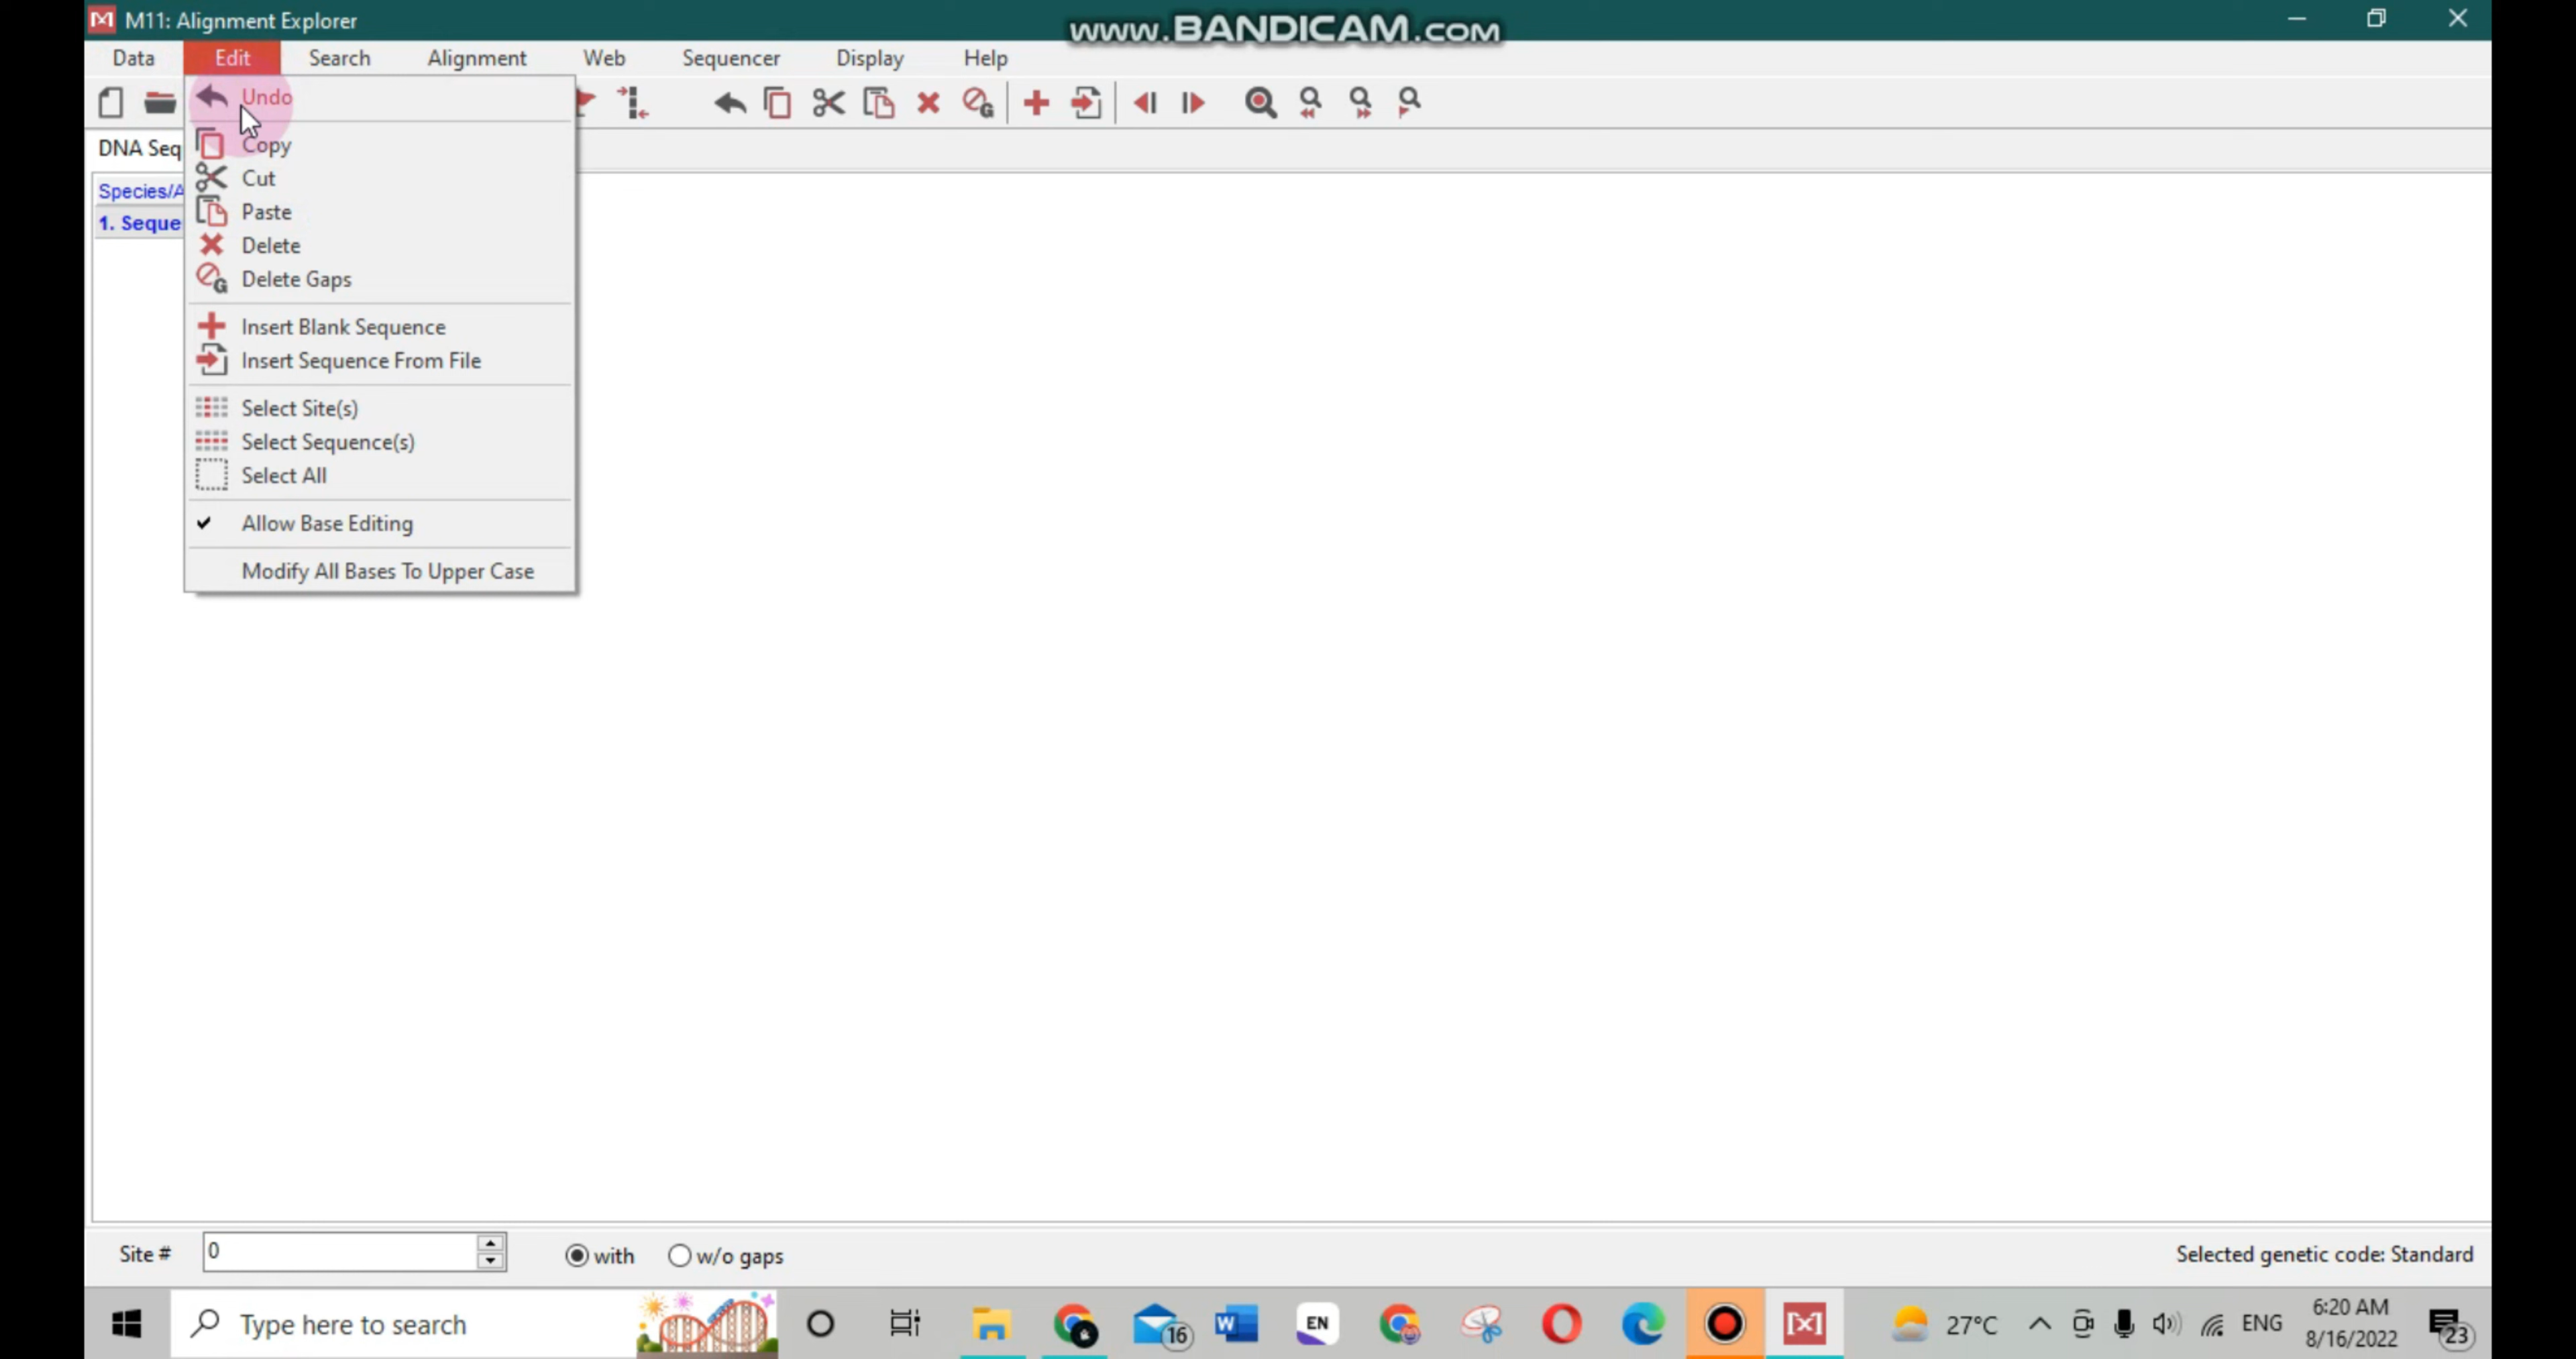 M11: Alignment Explorer
www.BANDICAM.com
Data Edit Search Alignment Web Sequencer Display Help
Undo
DNA Seq
Copy
Cut
Species/A
Paste
1. Seque
Delete
Delete Gaps
Insert Blank Sequence
Insert Sequence From File
Select Site(s)
Select Sequence(s)
Select All
Allow Base Editing
Modify All Bases To Upper Case
Site # 0 with w/o gaps Selected genetic code: Standard
Type here to search 16 EN 27°C ENG 6:20 AM
8/16/2022 23